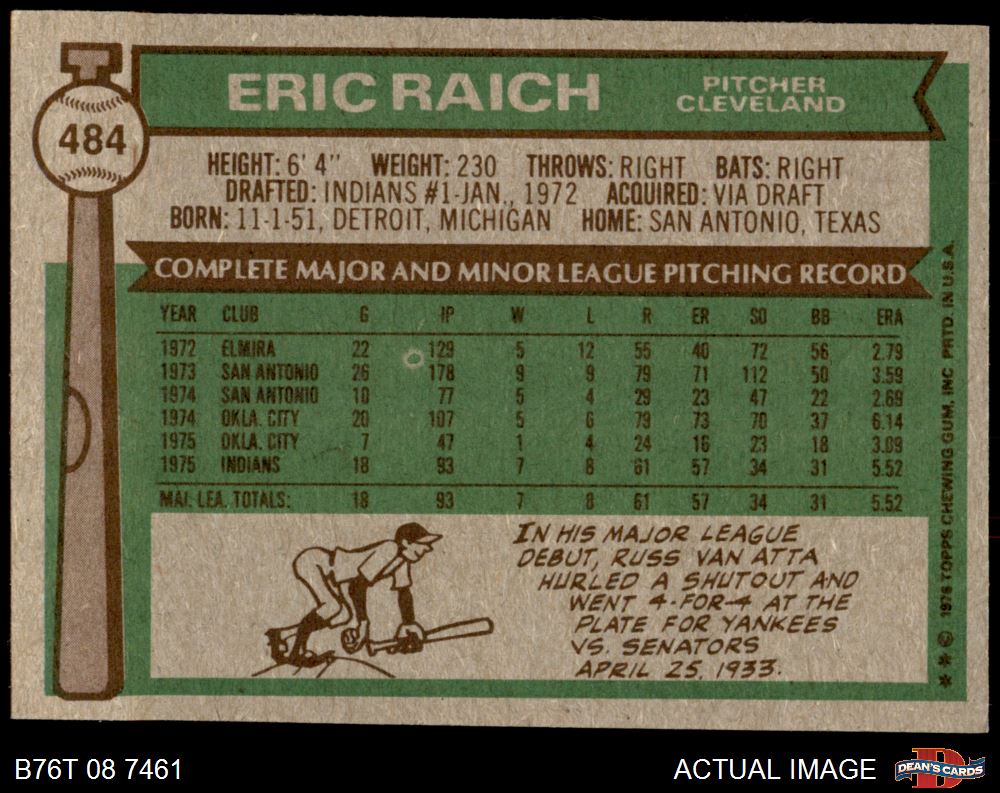 484
ERIC RAICH
PITCHER
CLEVELAND
HEIGHT: 6' 4" WEIGHT: 230 THROWS: RIGHT BATS: RIGHT
DRAFTED: INDIANS #1-JAN., 1972 ACQUIRED: VIA DRAFT
BORN: 11-1-51, DETROIT, MICHIGAN HOME: SAN ANTONIO, TEXAS
COMPLETE MAJOR AND MINOR LEAGUE PITCHING RECORD
YEAR CLUB G IP W L R ER SO BB ERA
1972 ELMIRA 22 129 5 12 55 40 72 56 2.79
1973 SAN ANTONIO 26 178 9 9 79 71 112 50 3.59
1974 SAN ANTONIO 10 77 5 4 29 23 47 22 2.69
1974 OKLA. CITY 20 107 5 6 79 73 70 37 6.14
1975 OKLA. CITY 7 47 1 4 24 16 23 18 3.09
1975 INDIANS 18 93 7 8 61 57 34 31 5.52
MAJ. LEA. TOTALS: 18 93 7 8 61 57 34 31 5.52
IN HIS MAJOR LEAGUE
DEBUT, RUSS VAN ATTA
HURLED A SHUTOUT AND
WENT 4-FOR-4 AT THE
PLATE FOR YANKEES
VS. SENATORS
APRIL 25, 1933.
** © 1976 TOPPS CHEWING GUM, INC PRTD. IN U.S.A.
B76T 08 7461
ACTUAL IMAGE
DEAN'S CARDS